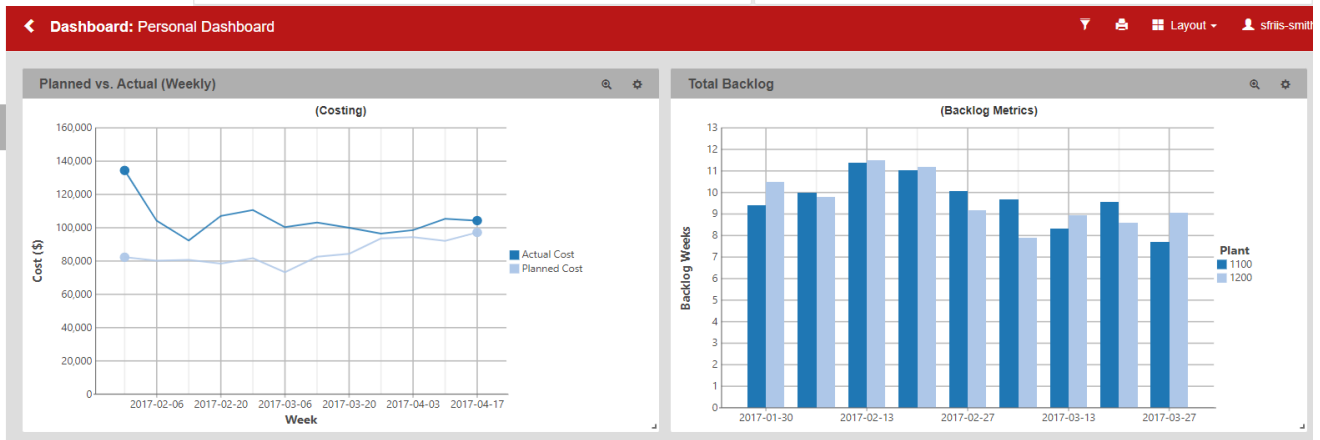 Dashboard: Personal Dashboard
Layout
sfriis-smith
Planned vs. Actual (Weekly)
(Costing)
160,000
140,000
120,000
100,000
80,000
60,000
40,000
20,000
0
Cost ($)
2017-02-06 2017-02-20 2017-03-06 2017-03-20 2017-04-03 2017-04-17
Week
Actual Cost
Planned Cost
Total Backlog
(Backlog Metrics)
13
12
11
10
9
8
7
6
5
4
3
2
1
0
Backlog Weeks
2017-01-30 2017-02-13 2017-02-27 2017-03-13 2017-03-27
Plant
1100
1200